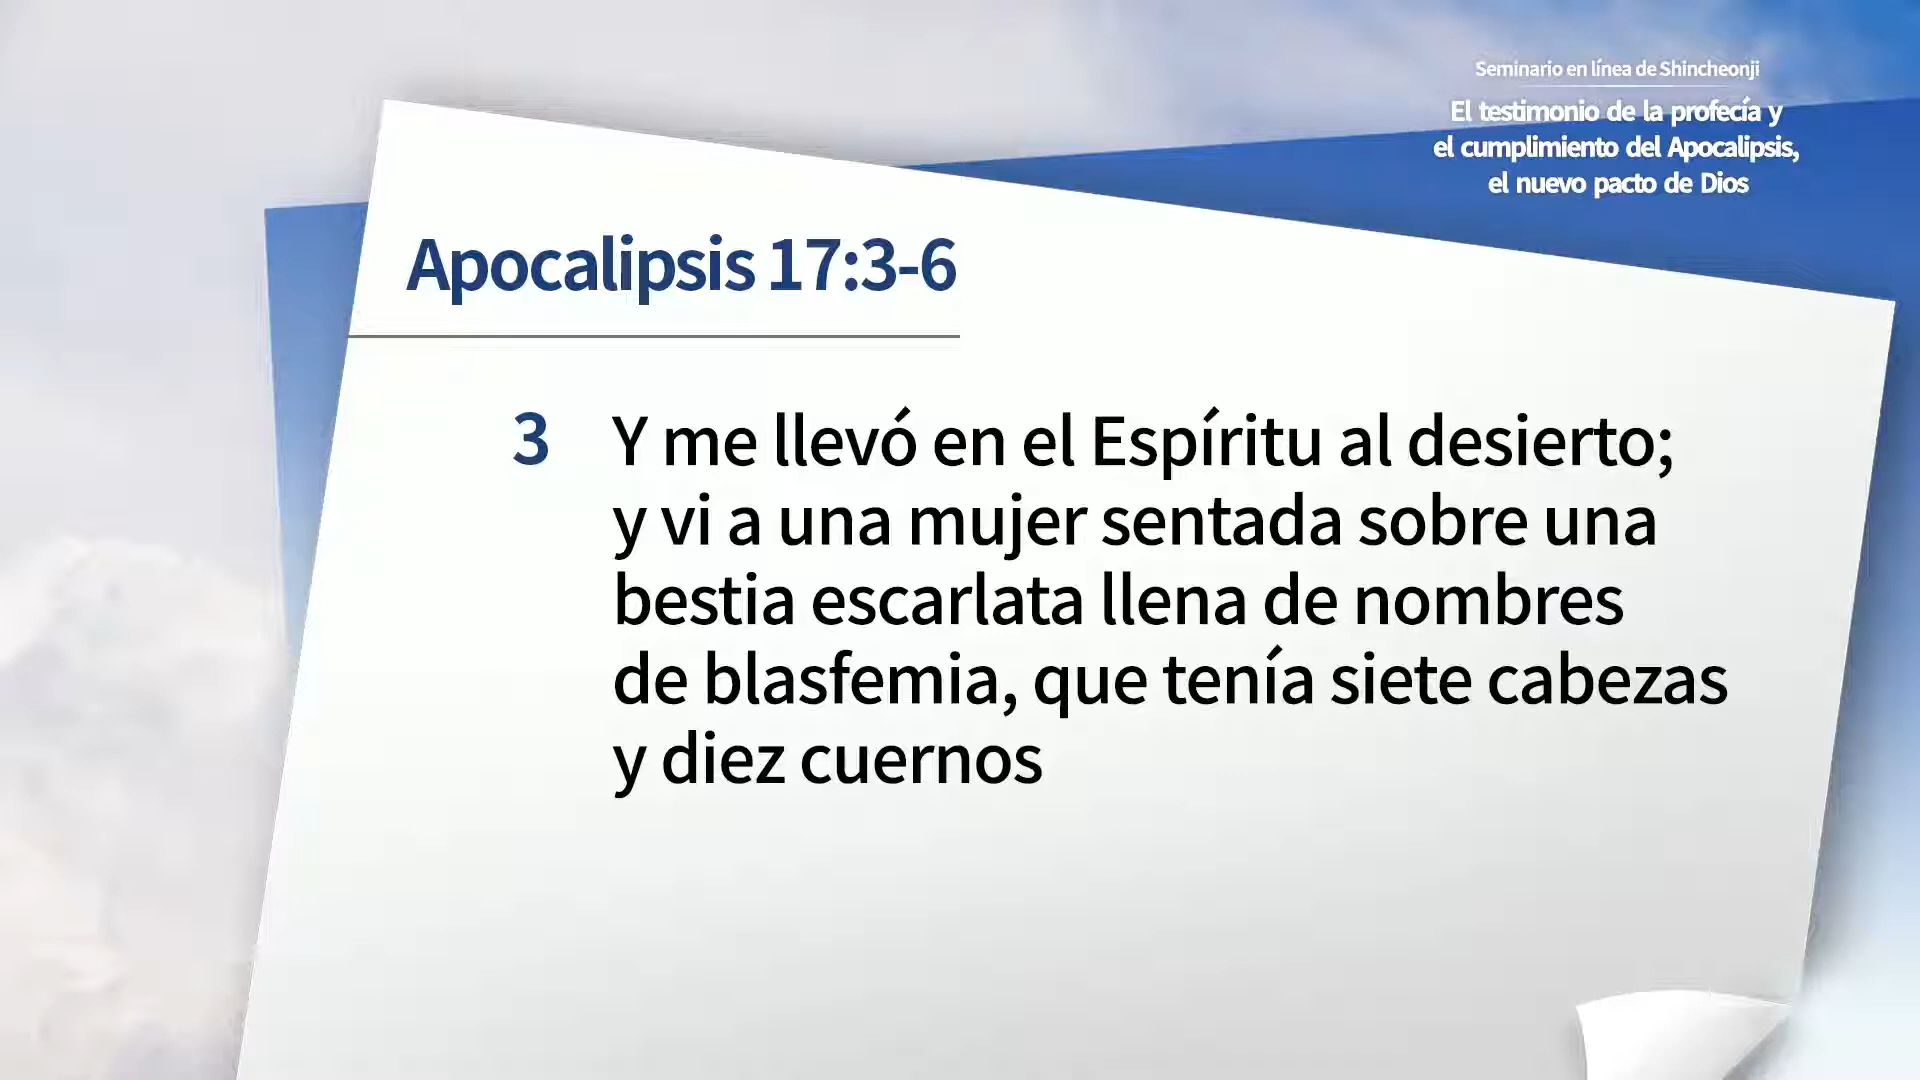 Seminario en línea de Shincheonji
El testimonio de la profecía y
el cumplimiento del Apocalipsis,
el nuevo pacto de Dios
Apocalipsis 17:3-6
3 Y me llevó en el Espíritu al desierto;
y vi a una mujer sentada sobre una
bestia escarlata llena de nombres
de blasfemia, que tenía siete cabezas
y diez cuernos